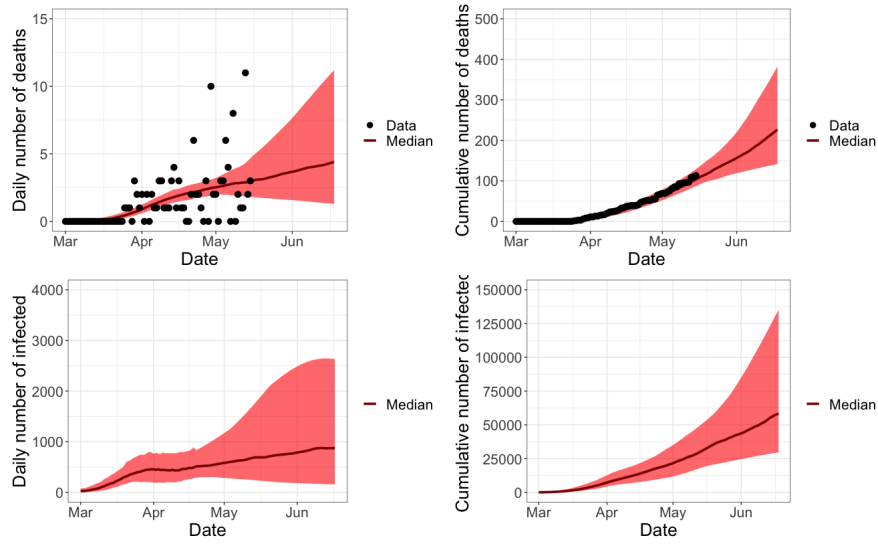 Daily number of deaths
15
10
5
0
Mar
Apr
May
Jun
Date
Data
Median
Cumulative number of deaths
500
400
300
200
100
0
Mar
Apr
May
Jun
Date
Data
Median
Daily number of infected
4000
3000
2000
1000
0
Mar
Apr
May
Jun
Date
Median
Cumulative number of infected
150000
125000
100000
75000
50000
25000
0
Mar
Apr
May
Jun
Date
Median